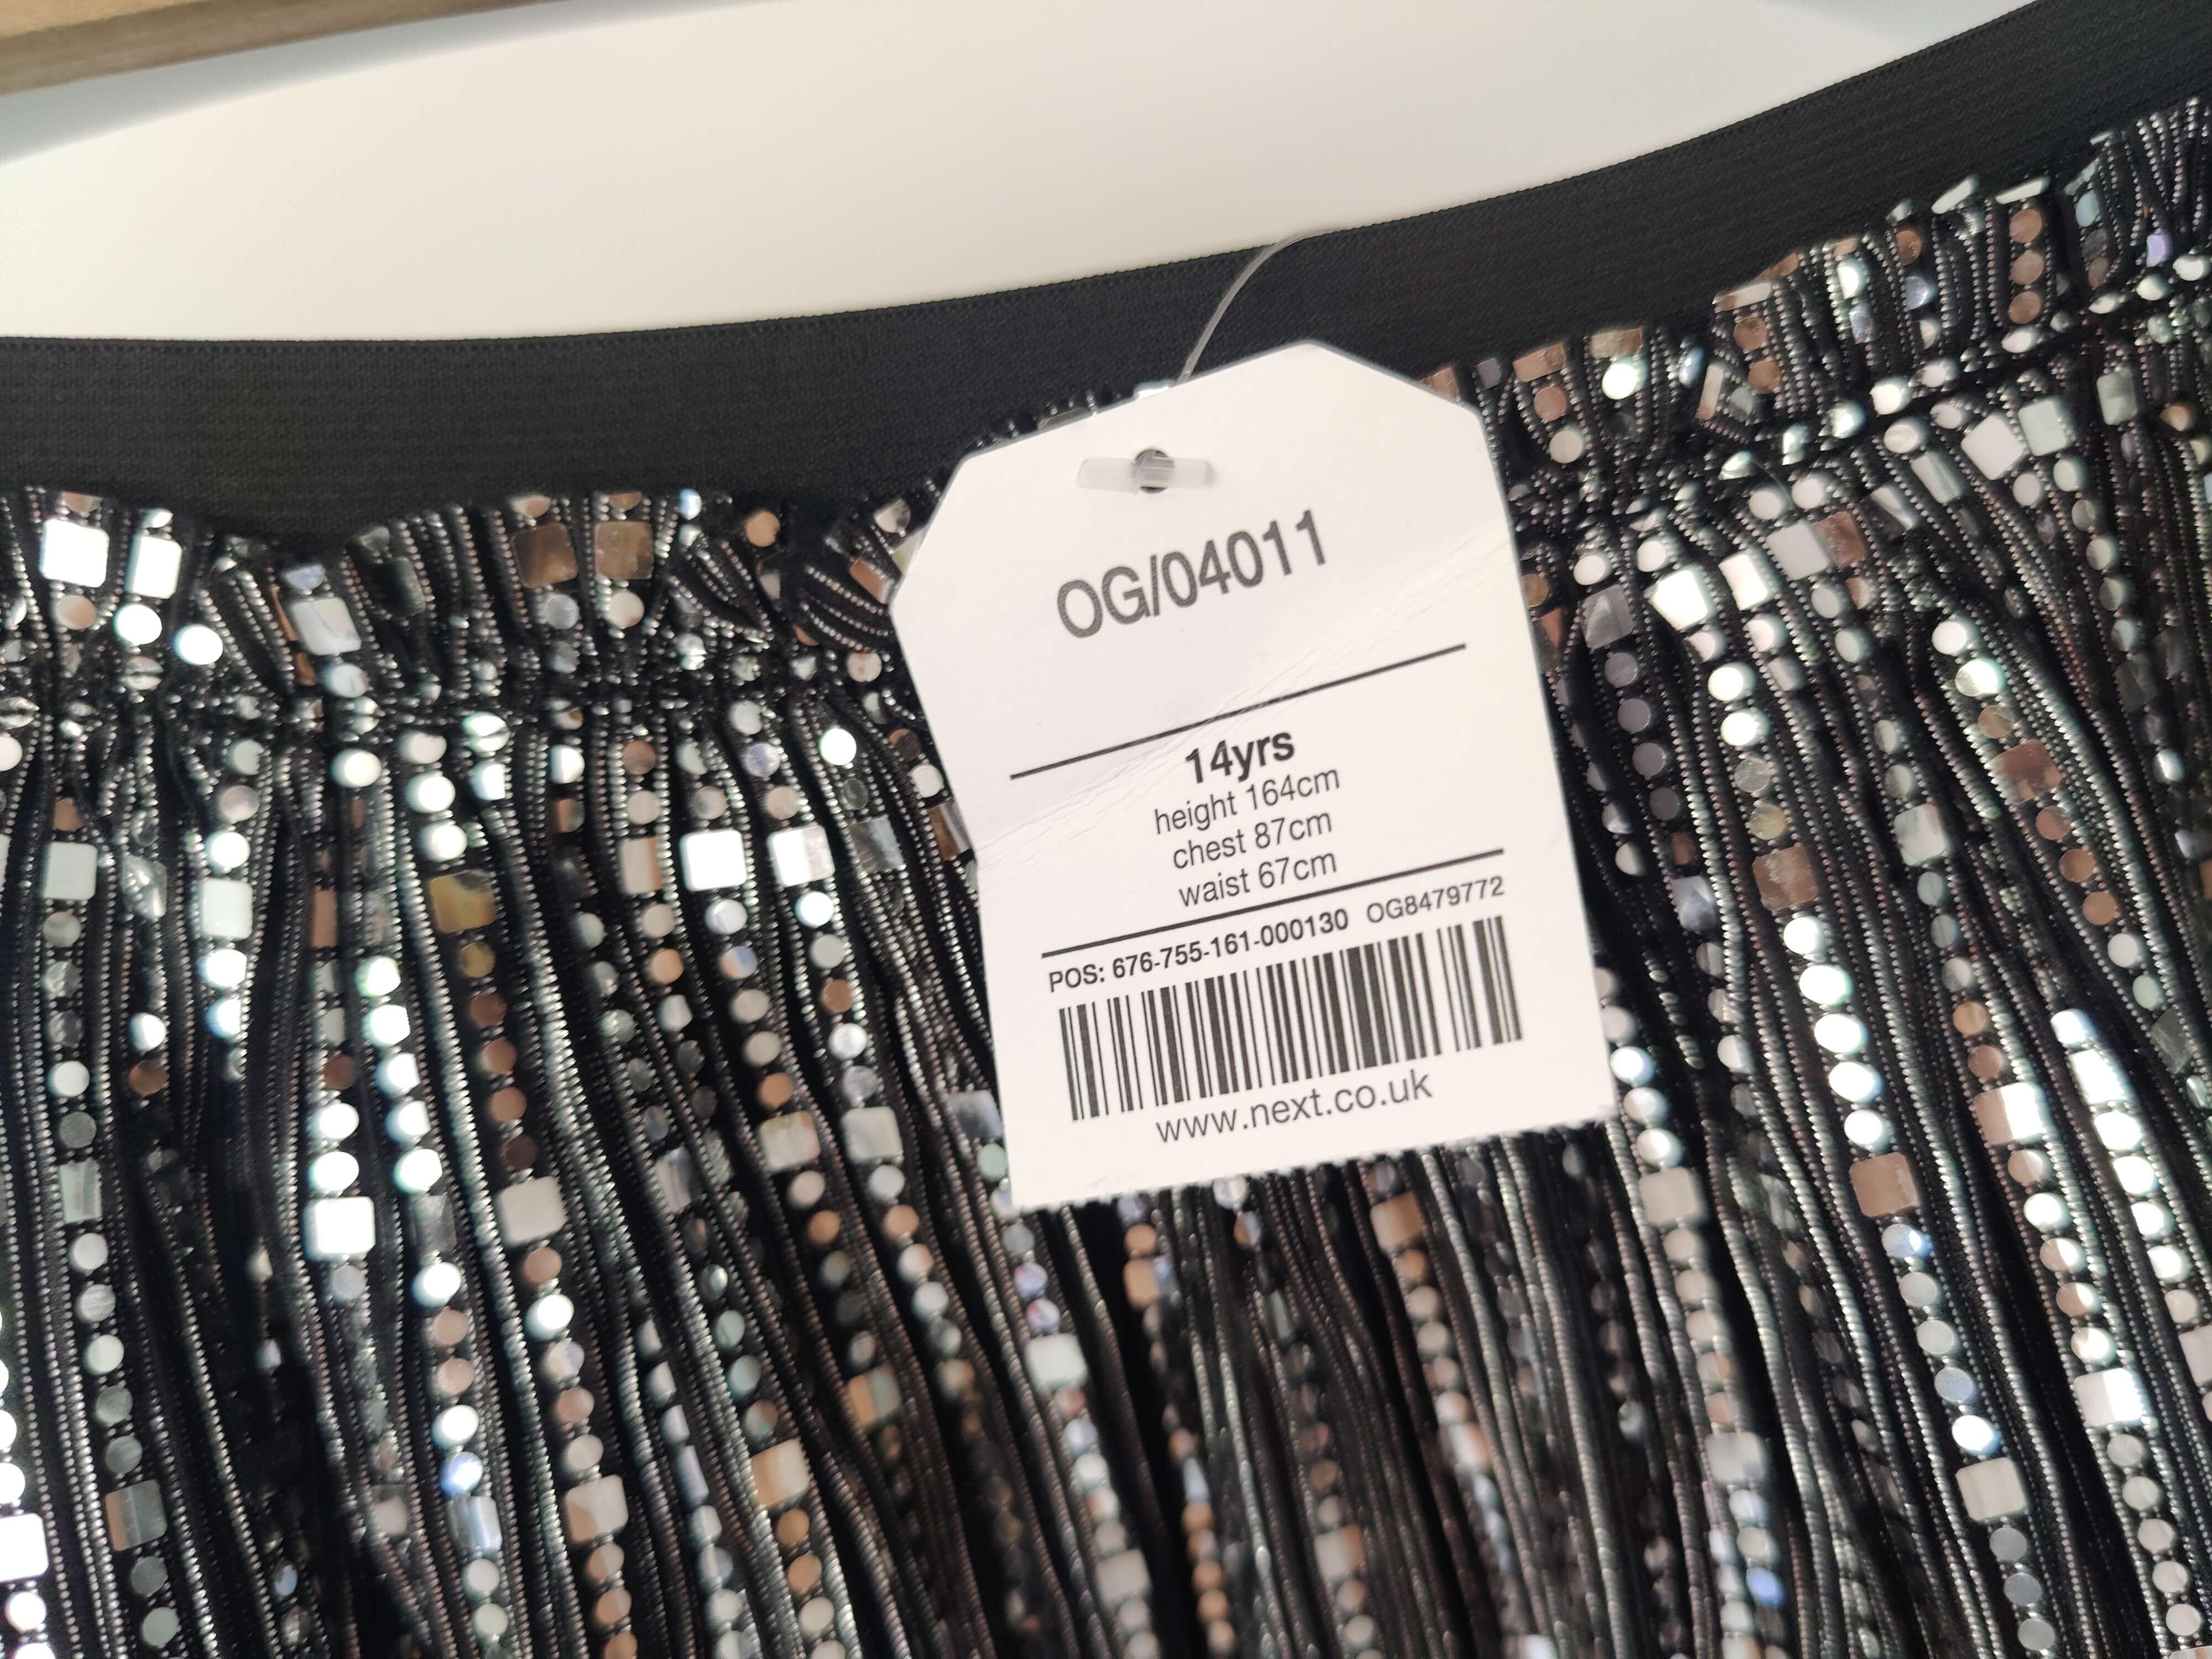 OG/04011
14yrs
height 164cm
chest 87cm
waist 67cm
POS: 676-755-161-000130 OG8479772
www.next.co.uk